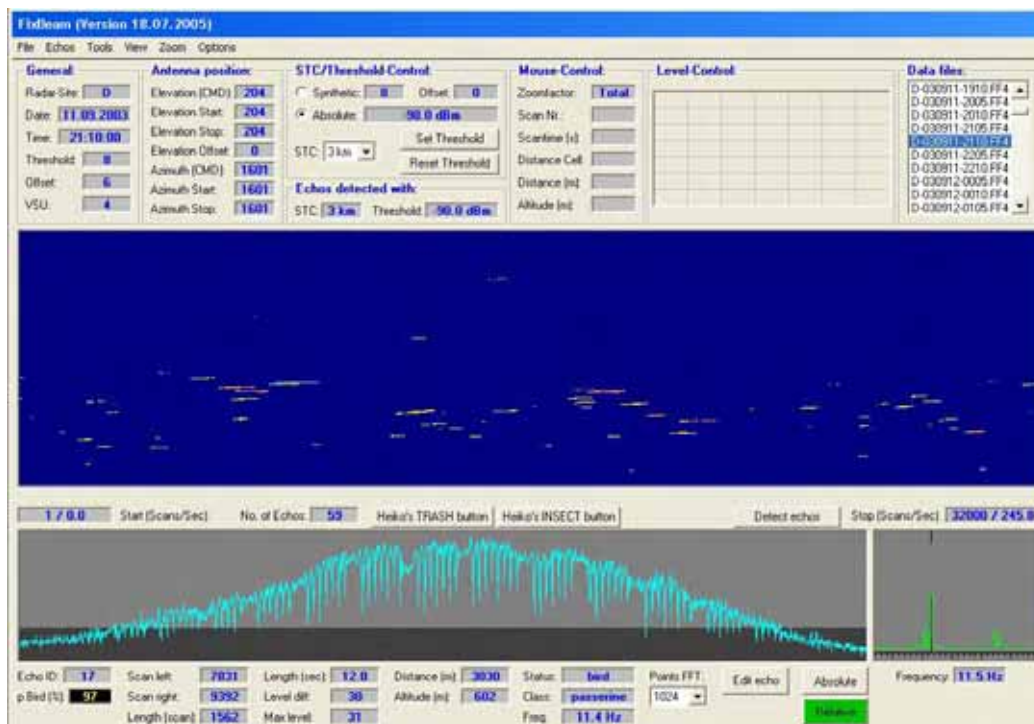 FixBeam (Version 18.07.2005)
File Echos Tools View Zoom Options
General:
Radar-Site: D
Date: 11.09.2003
Time: 21:10:00
Threshold: 8
Offset: 6
VSU: 4
Antenna position:
Elevation (CMD): 204
Elevation Start: 204
Elevation Stop: 204
Elevation Offset: 0
Azimuth (CMD): 1601
Azimuth Start: 1601
Azimuth Stop: 1601
STC/Threshold-Control:
Synthetic: 8 Offset: 0
Absolute: -90.0 dBm
STC: 3 km
Set Threshold
Reset Threshold
Echos detected with:
STC: 3 km Threshold: -90.0 dBm
Mouse-Control:
Zoomfactor: Total
Scan Nr.:
Scantime [s]:
Distance Cell:
Distance [m]:
Altitude [m]:
Level-Control:
Data files:
D-030911-1910.FF4
D-030911-2005.FF4
D-030911-2010.FF4
D-030911-2105.FF4
D-030911-2110.FF4
D-030911-2205.FF4
D-030911-2210.FF4
D-030912-0005.FF4
D-030912-0010.FF4
D-030912-0105.FF4
1 / 0.0 Start (Scans/Sec) No. of Echos: 59 Heiko's TRASH button Heiko's INSECT button Detect echos Stop (Scans/Sec) 32000 / 245.8
Echo ID: 17 Scan left: 7831 Length (sec): 12.0 Distance (m): 3030 Status: bird Points FFT: Edit echo Absolute Frequency: 11.5 Hz
p Bird (%): 97 Scan right: 9392 Level diff: 30 Altitude (m): 602 Class: passerine 1024
Length (scan): 1562 Max level: 31 Freq. 11.4 Hz Relative